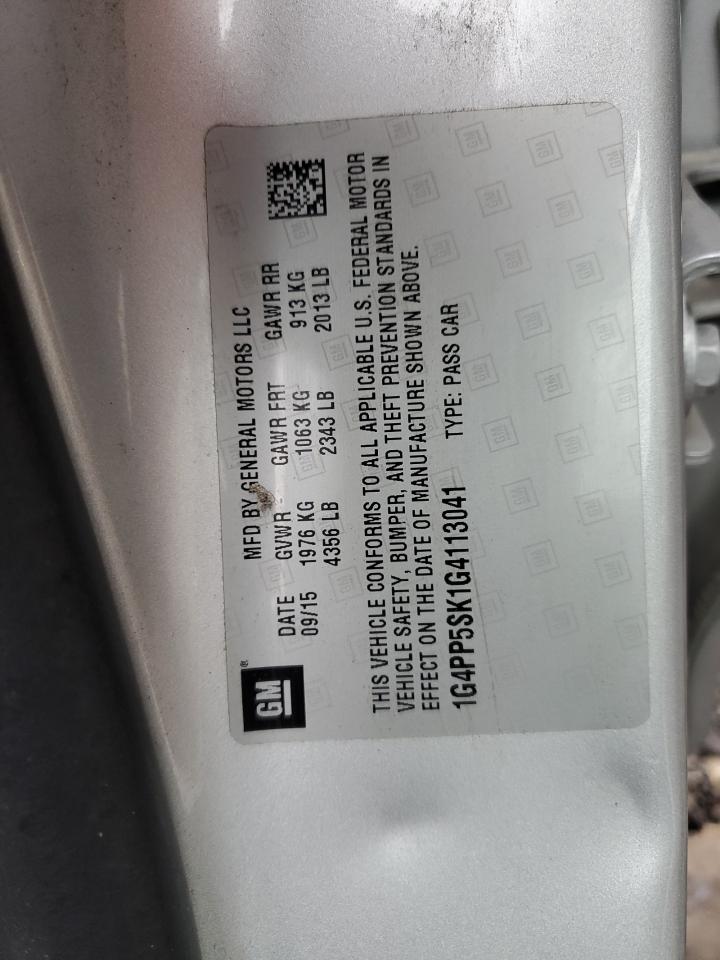 GM®
MFD BY GENERAL MOTORS LLC
DATE GVWR GAWR FRT GAWR RR
09/15 1976 KG 1063 KG 913 KG
4356 LB 2343 LB 2013 LB
THIS VEHICLE CONFORMS TO ALL APPLICABLE U.S. FEDERAL MOTOR
VEHICLE SAFETY, BUMPER, AND THEFT PREVENTION STANDARDS IN
EFFECT ON THE DATE OF MANUFACTURE SHOWN ABOVE.
1G4PP5SK1G4113041 TYPE: PASS CAR